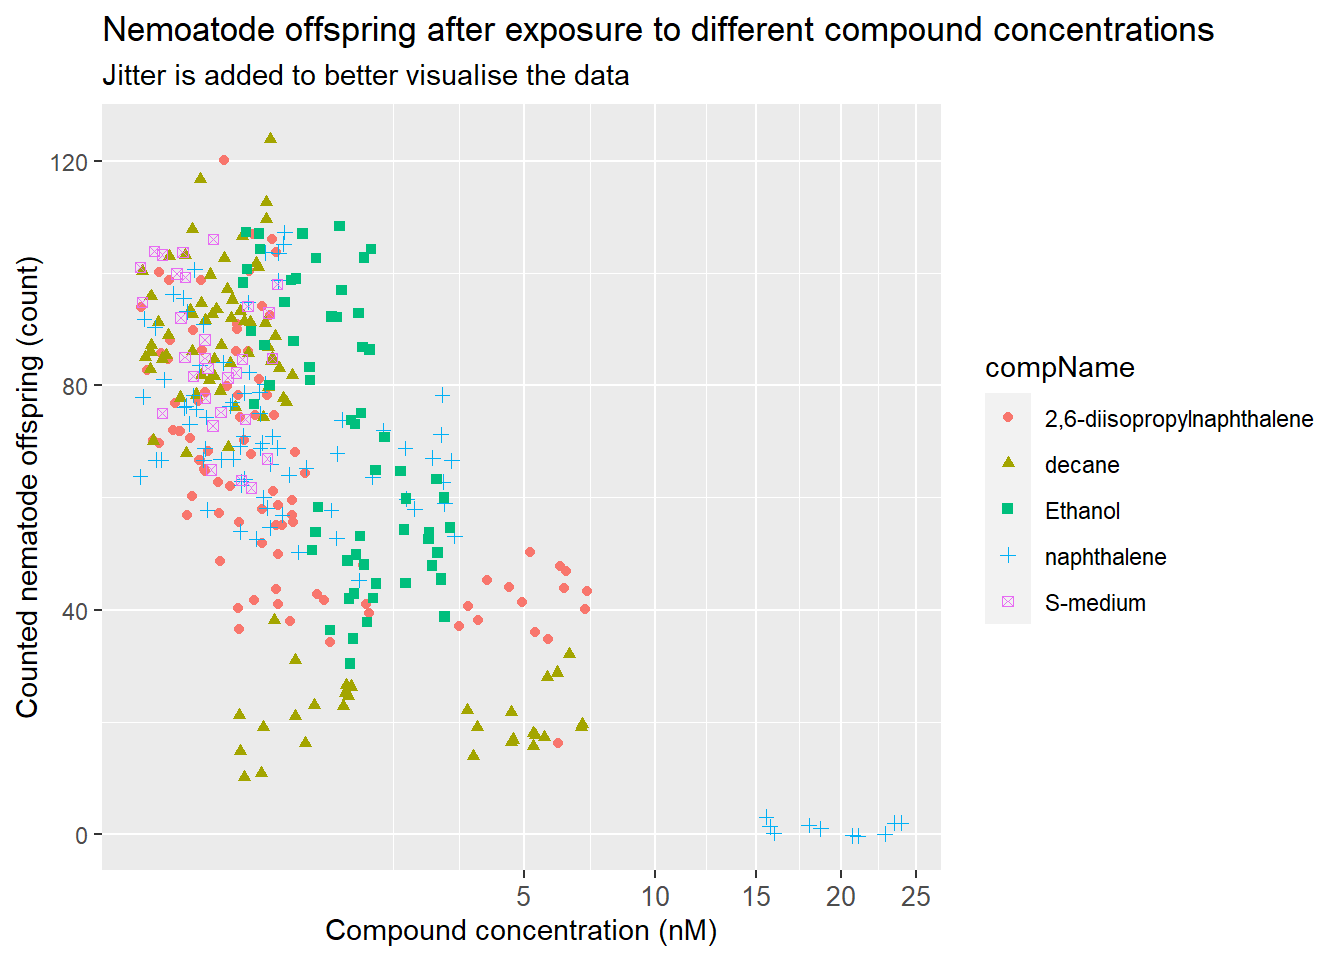 Nemoatode offspring after exposure to different compound concentrations
Jitter is added to better visualise the data
Counted nematode offspring (count)
120
80
40
0
5 10 15 20 25
Compound concentration (nM)
compName
2,6-diisopropylnaphthalene
decane
Ethanol
naphthalene
S-medium